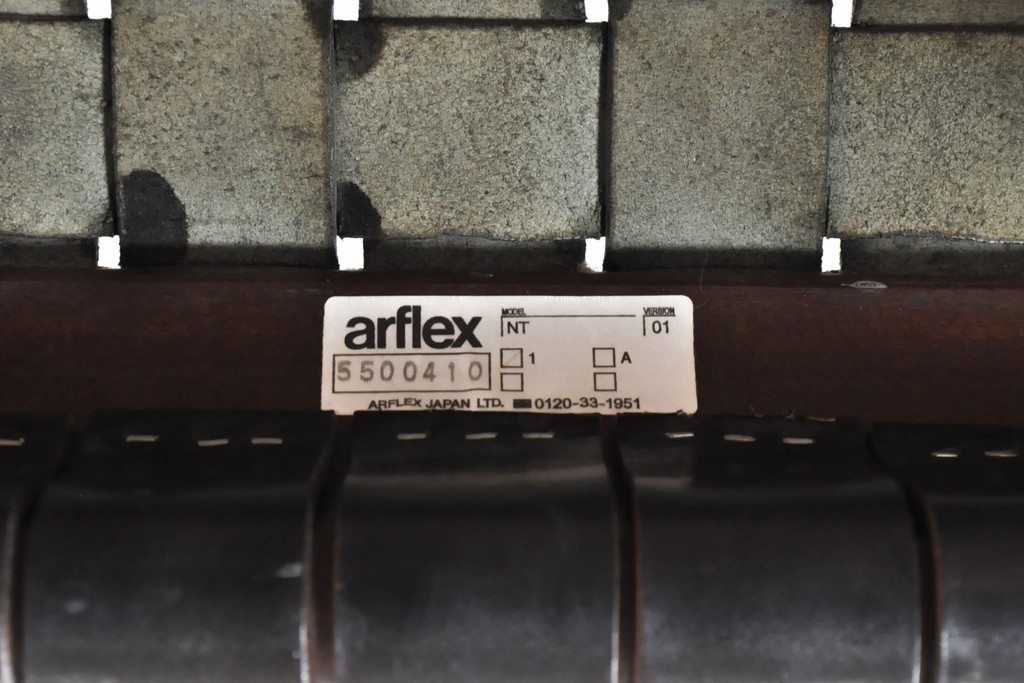 arflex
MODEL
NT
VERSION
01
5500410
1
A
ARFLEX JAPAN LTD. 0120-33-1951